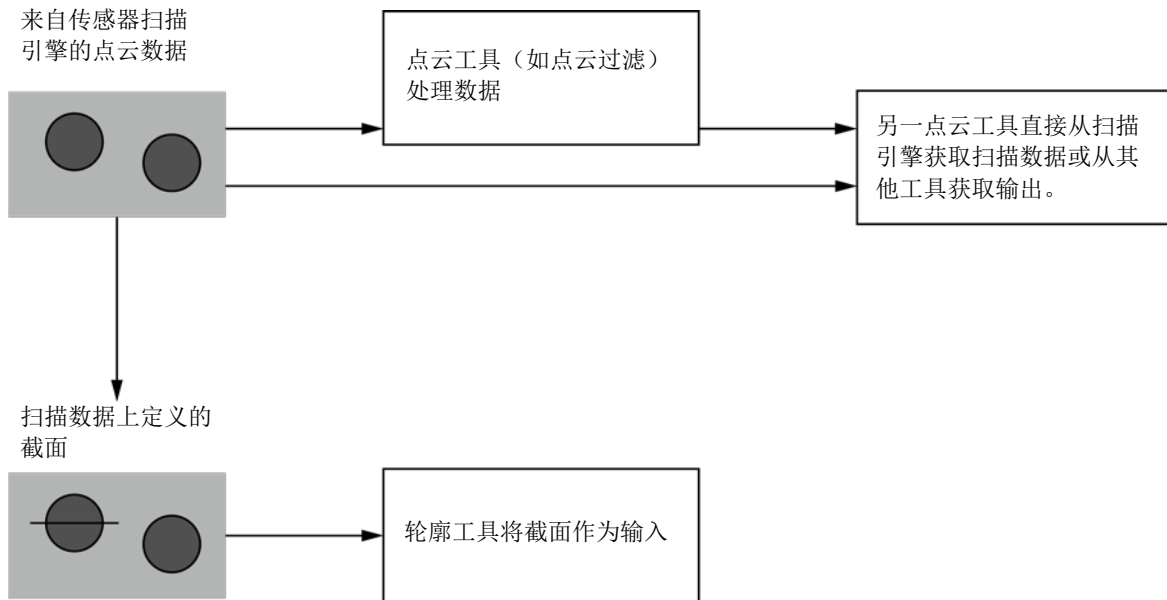 来自传感器扫描
引擎的点云数据
点云工具（如点云过滤）
处理数据
另一点云工具直接从扫描
引擎获取扫描数据或从其
他工具获取输出。
扫描数据上定义的
截面
轮廓工具将截面作为输入